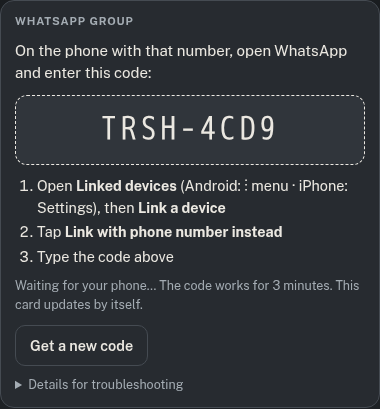 WHATSAPP GROUP
On the phone with that number, open WhatsApp
and enter this code:
TRSH-4CD9
1. Open Linked devices (Android: ⋮ menu · iPhone:
Settings), then Link a device
2. Tap Link with phone number instead
3. Type the code above
Waiting for your phone... The code works for 3 minutes. This
card updates by itself.
Get a new code
▶ Details for troubleshooting